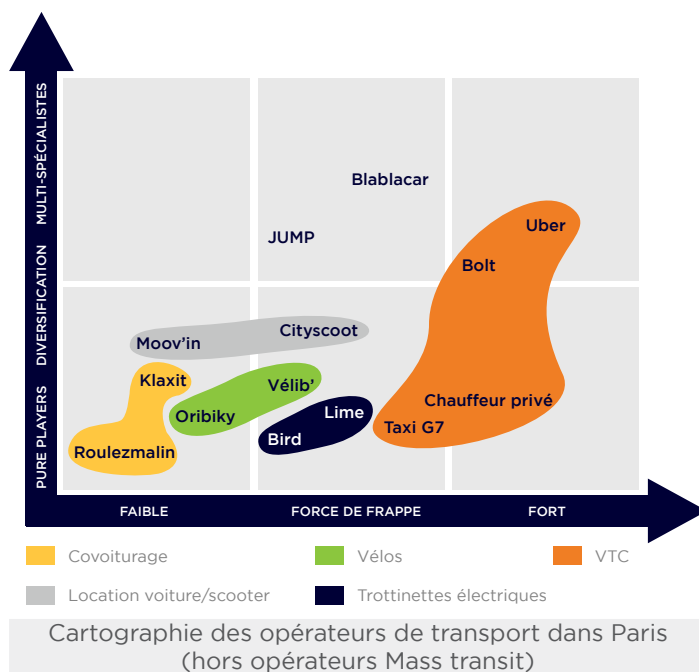 MULTI-SPÉCIALISTES
DIVERSIFICATION
PURE PLAYERS
Blablacar
Uber
JUMP
Bolt
Cityscoot
Moov'in
Klaxit
Vélib'
Chauffeur privé
Lime
Oribiky
Taxi G7
Bird
Roulezmalin
FAIBLE
FORCE DE FRAPPE
FORT
Covoiturage
Vélos
VTC
Location voiture/scooter
Trottinettes électriques
Cartographie des opérateurs de transport dans Paris
(hors opérateurs Mass transit)